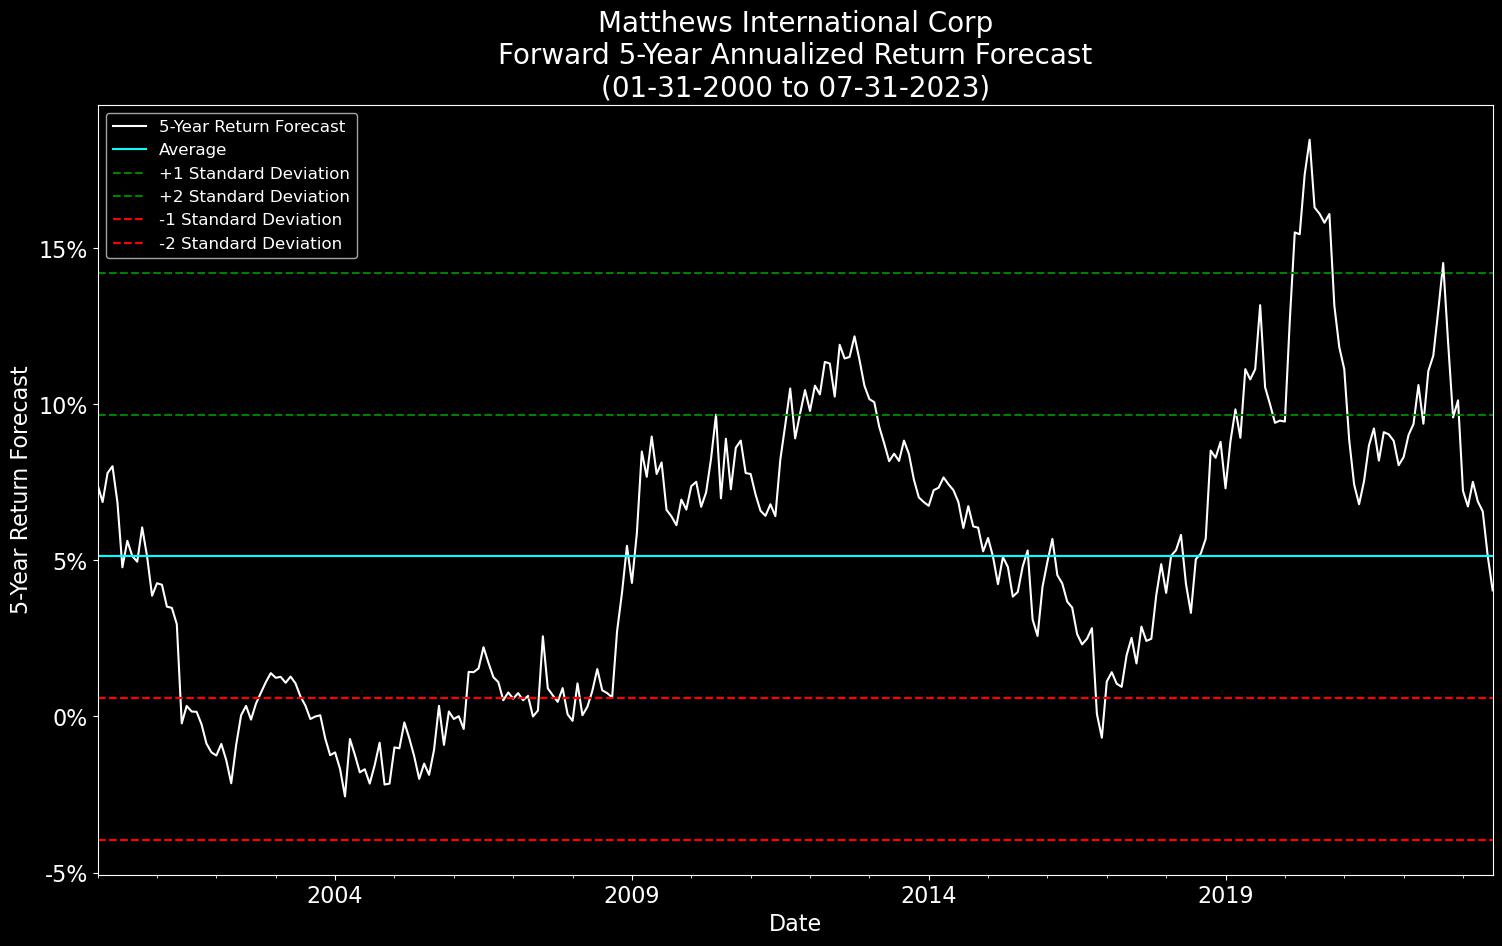 Matthews International Corp
Forward 5-Year Annualized Return Forecast
(01-31-2000 to 07-31-2023)
5-Year Return Forecast
Average
+1 Standard Deviation
+2 Standard Deviation
-1 Standard Deviation
-2 Standard Deviation
15%
10%
5%
0%
-5%
5-Year Return Forecast
2004
2009
2014
2019
Date